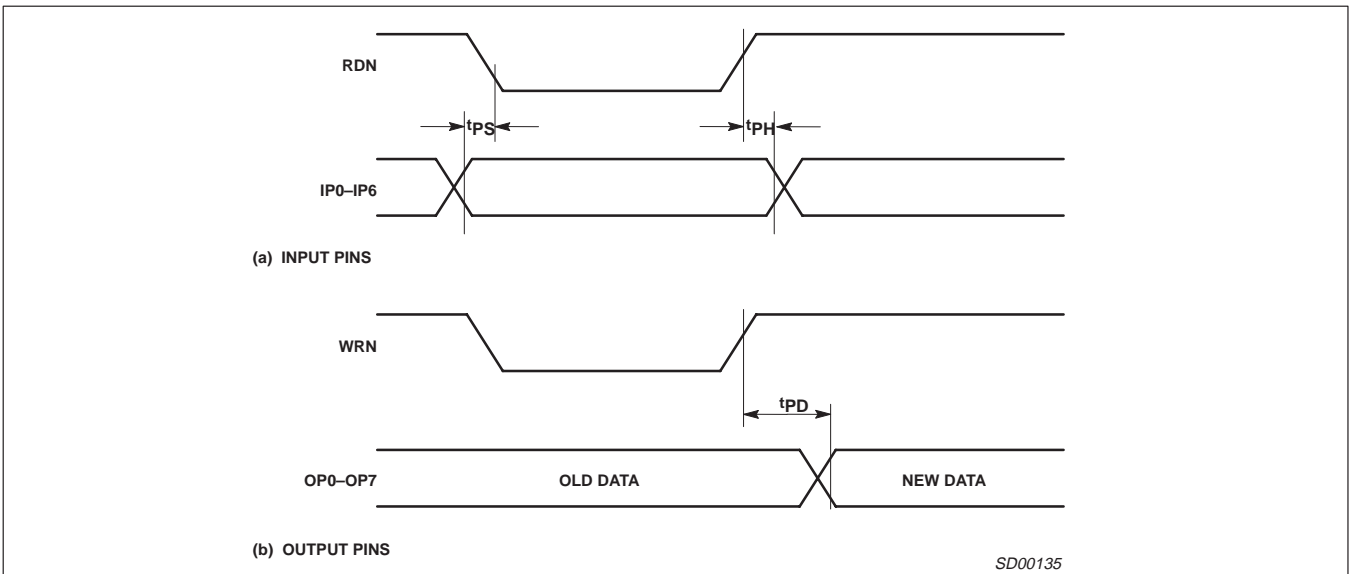 RDN
tPS
tPH
IP0–IP6
(a) INPUT PINS
WRN
tPD
OP0–OP7
OLD DATA
NEW DATA
(b) OUTPUT PINS
SD00135